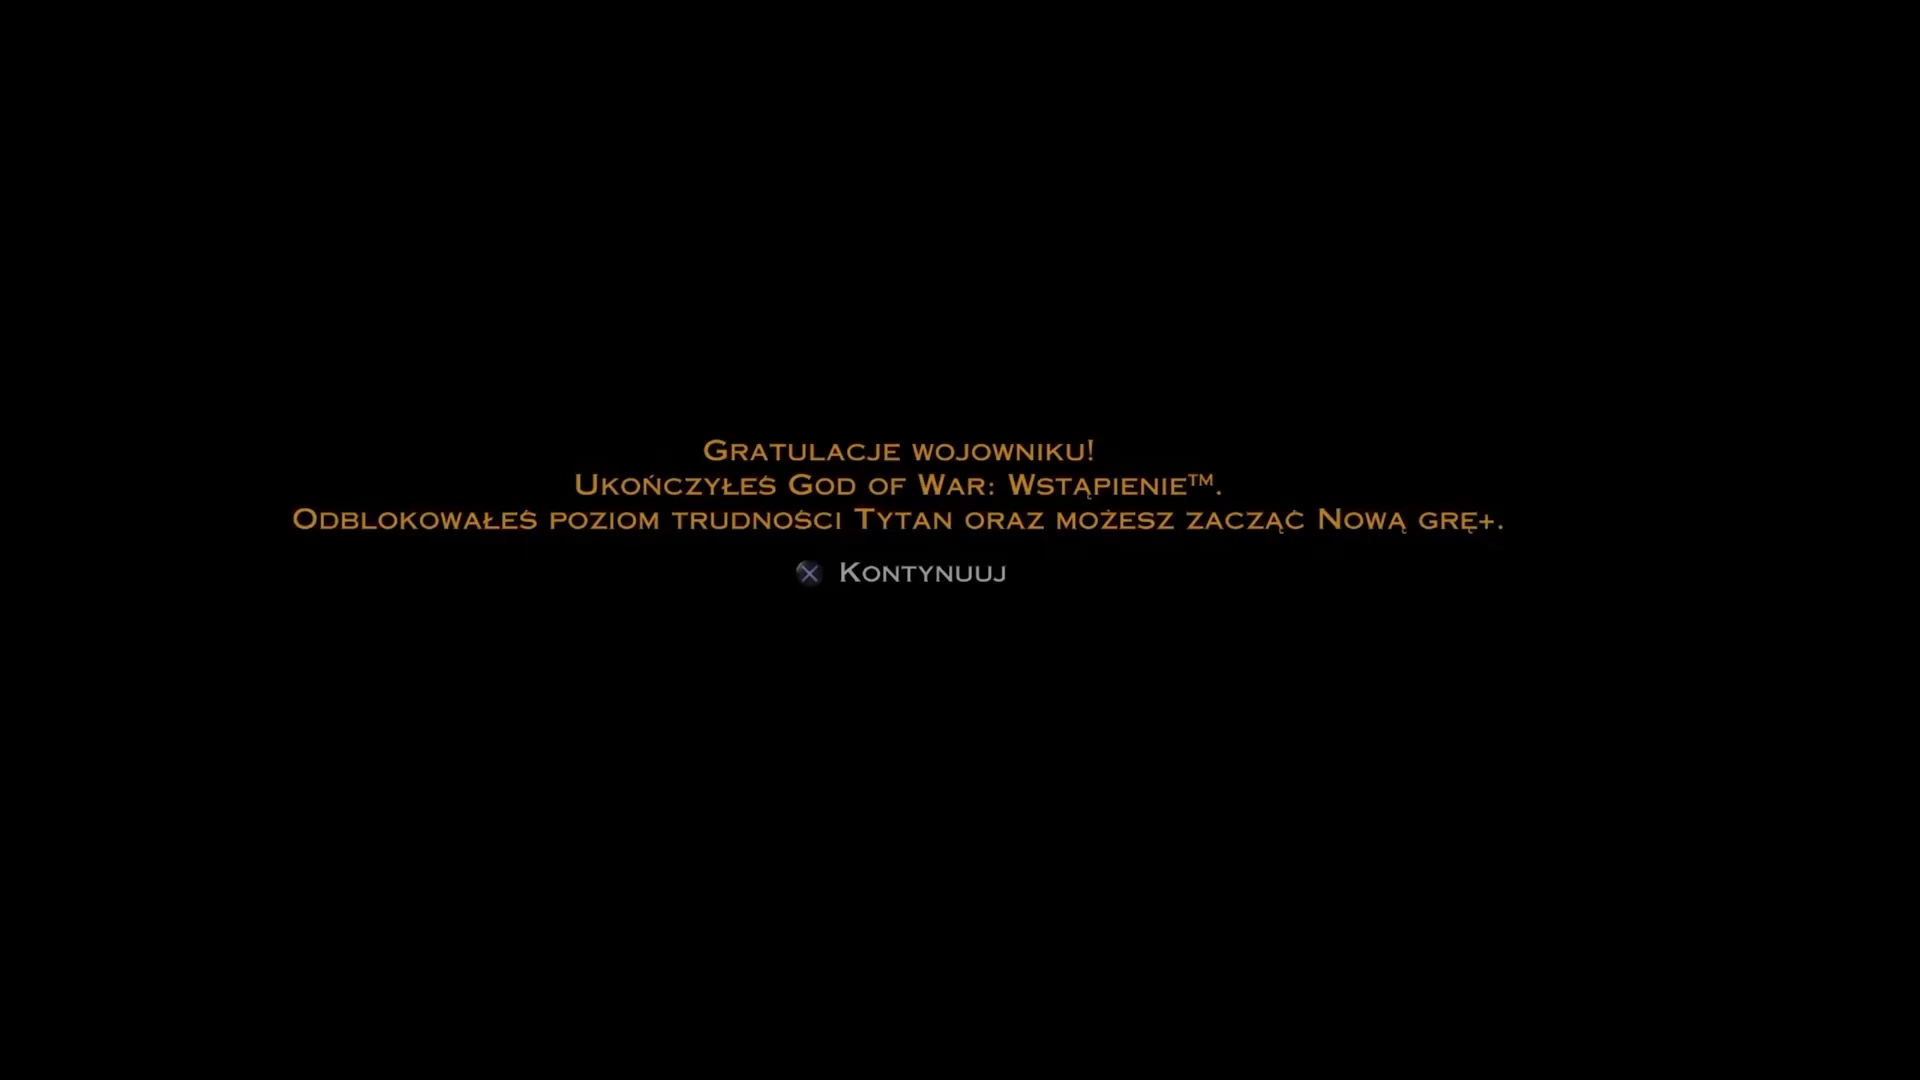 Gratulacje wojowniku!
Ukończyłeś God of War: Wstąpienie™.
Odblokowałeś poziom trudności Tytan oraz możesz zacząć Nową grę+.
Kontynuuj